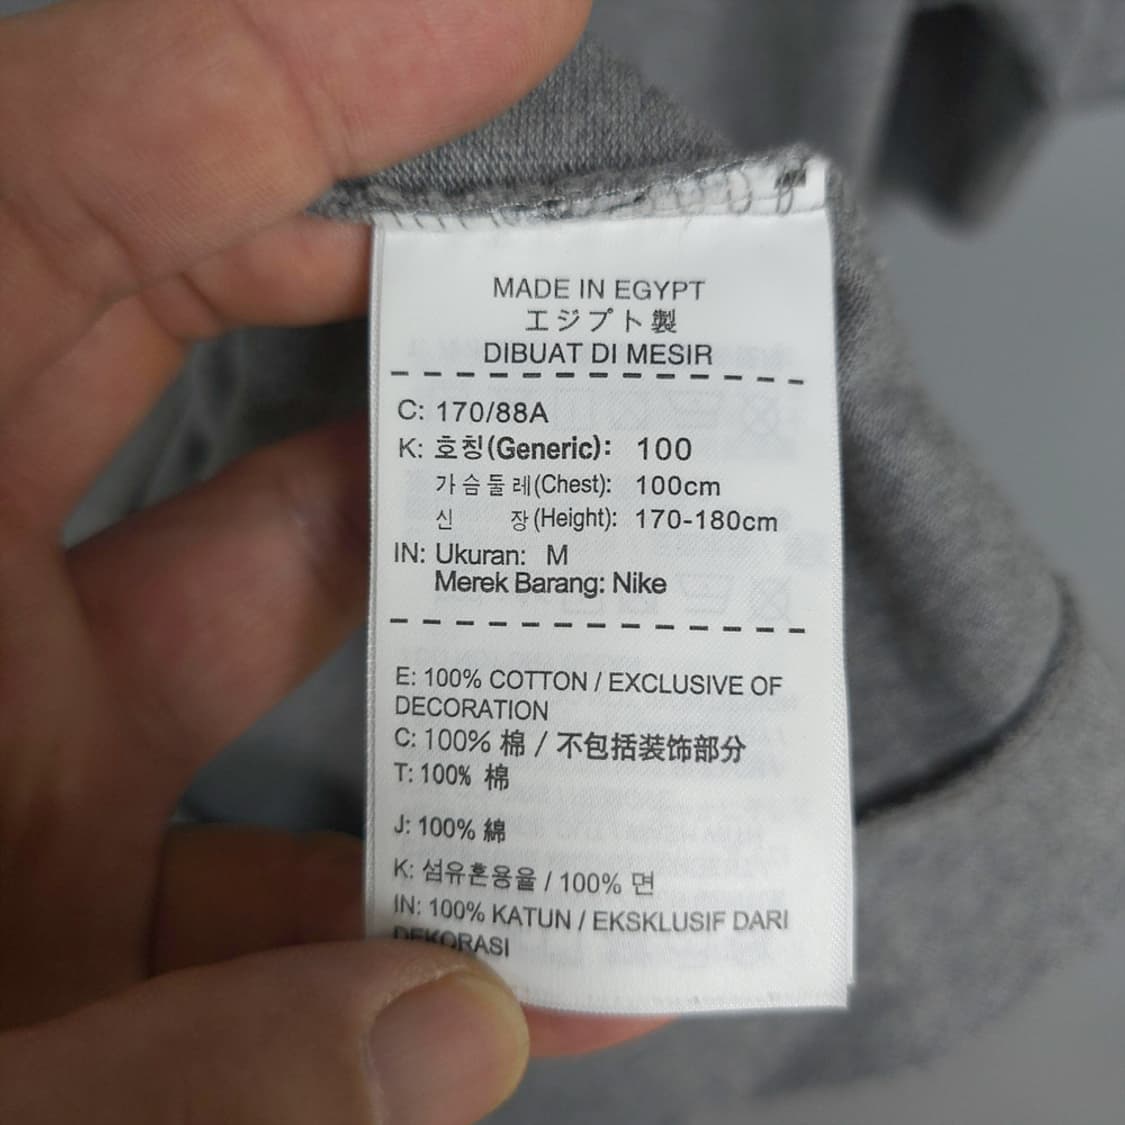 MADE IN EGYPT
エジプト製
DIBUAT DI MESIR
C: 170/88A
K: 호칭(Generic): 100
가슴둘레(Chest): 100cm
신 장(Height): 170-180cm
IN: Ukuran: M
Merek Barang: Nike
E: 100% COTTON / EXCLUSIVE OF
DECORATION
C: 100% 棉 / 不包括装饰部分
T: 100% 棉
J: 100% 綿
K: 섬유혼용율 / 100% 면
IN: 100% KATUN / EKSKLUSIF DARI
DEKORASI